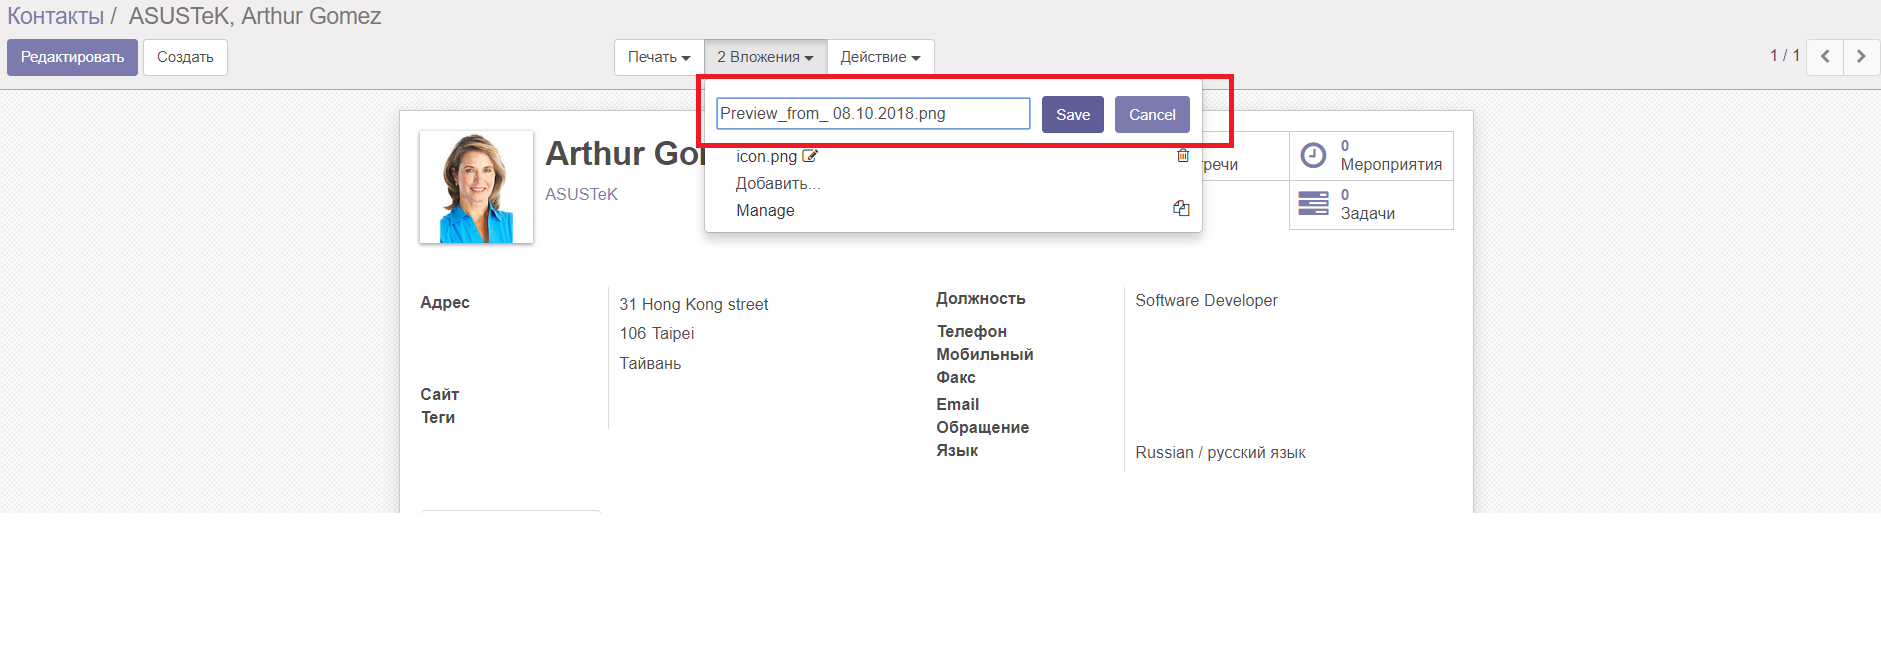 Контакты / ASUSTeK, Arthur Gomez
Редактировать Создать Печать 2 Вложения Действие 1 / 1
Preview_from_ 08.10.2018.png Save Cancel
icon.png
Добавить...
Manage
Arthur
ASUSTeK
0
Мероприятия
0
Задачи
Адрес
31 Hong Kong street
106 Taipei
Тайвань
Сайт
Теги
Должность Software Developer
Телефон
Мобильный
Факс
Email
Обращение
Язык Russian / русский язык